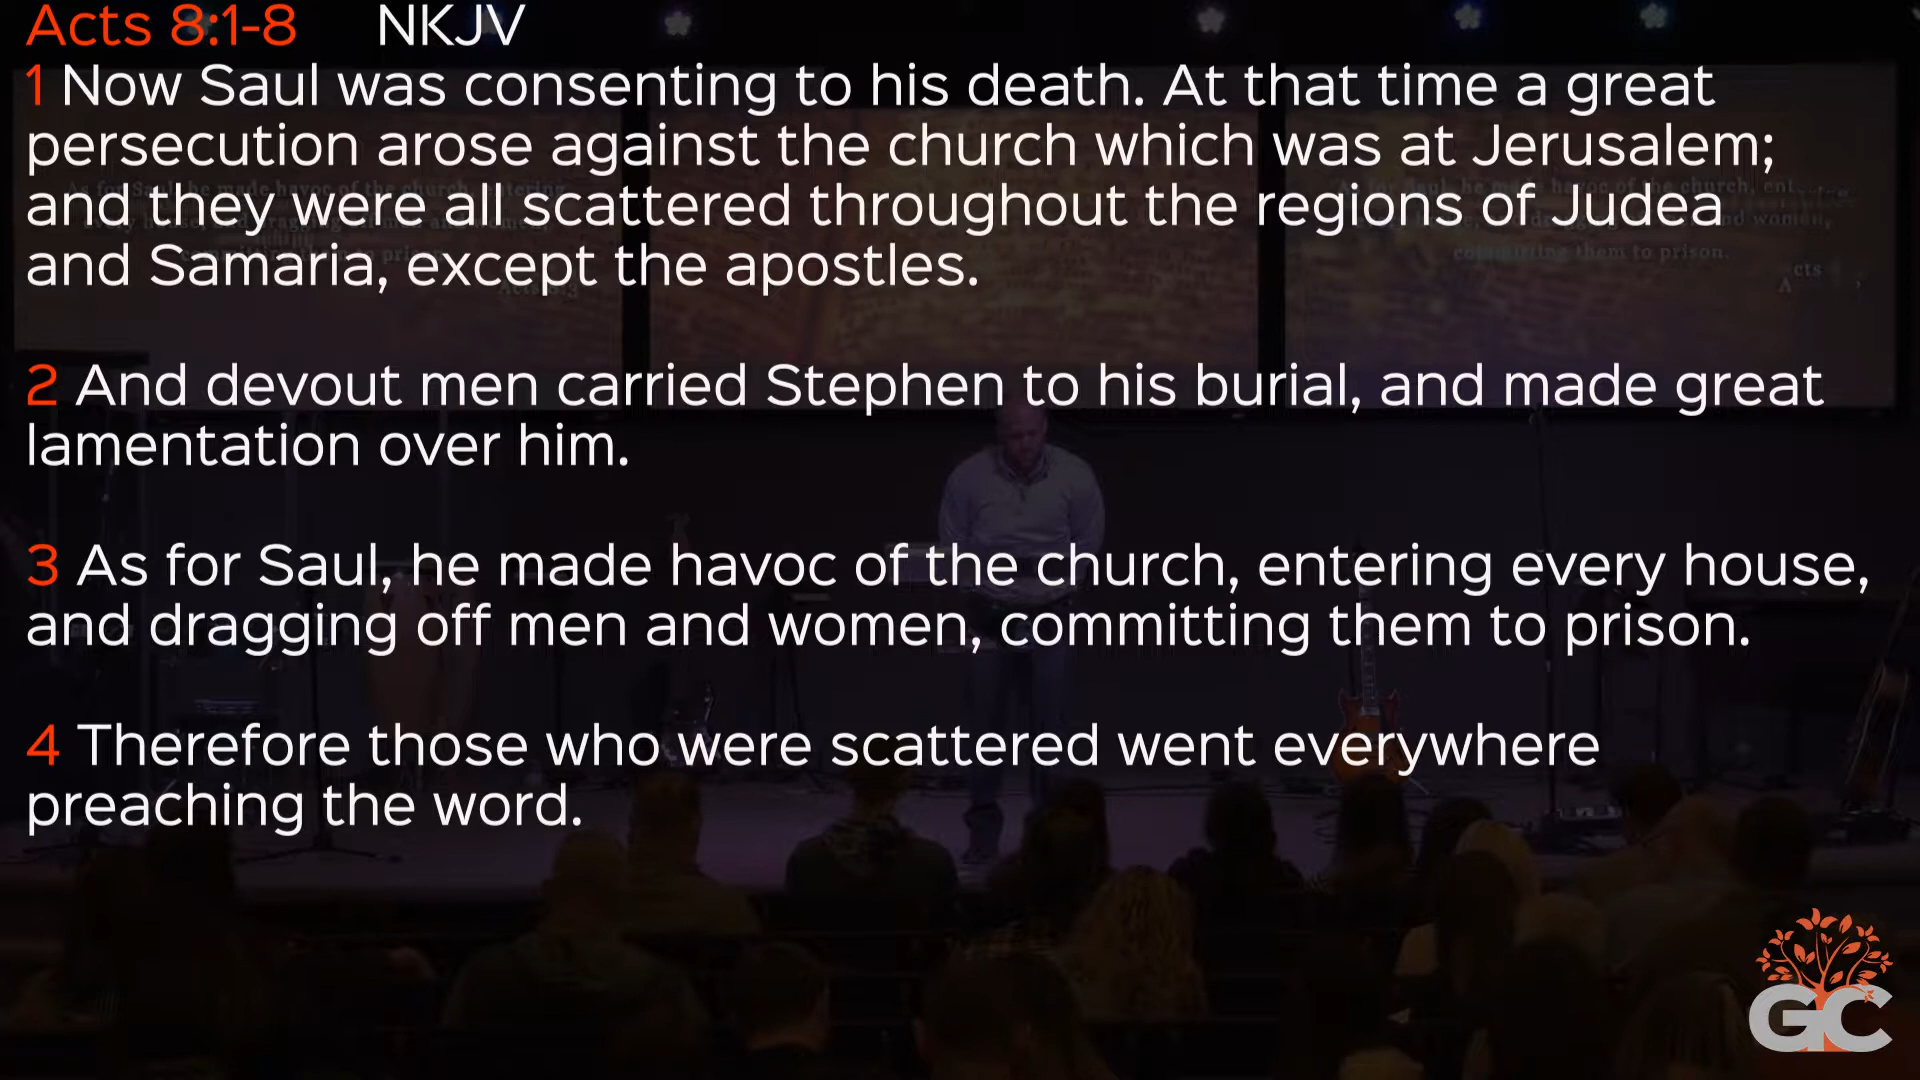 Acts 8:1-8 NKJV
1 Now Saul was consenting to his death. At that time a great
persecution arose against the church which was at Jerusalem;
and they were all scattered throughout the regions of Judea
and Samaria, except the apostles.
2 And devout men carried Stephen to his burial, and made great
lamentation over him.
3 As for Saul, he made havoc of the church, entering every house,
and dragging off men and women, committing them to prison.
4 Therefore those who were scattered went everywhere
preaching the word.
GC